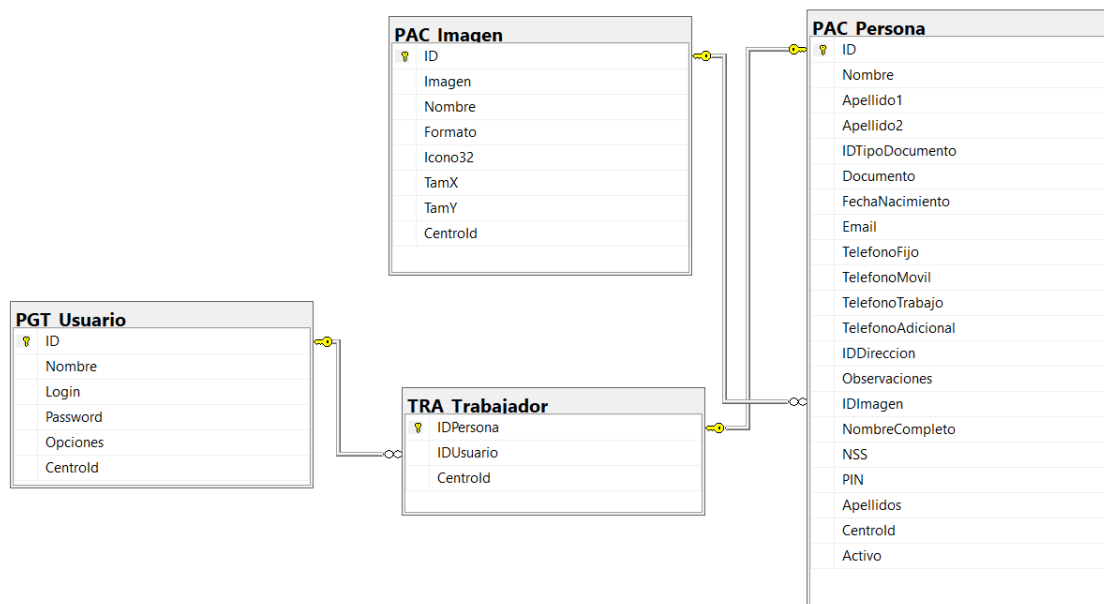 PAC_Imagen
ID
Imagen
Nombre
Formato
Icono32
TamX
TamY
CentroId
PAC_Persona
ID
Nombre
Apellido1
Apellido2
IDTipoDocumento
Documento
FechaNacimiento
Email
TelefonoFijo
TelefonoMovil
TelefonoTrabajo
TelefonoAdicional
IDDireccion
Observaciones
IDImagen
NombreCompleto
NSS
PIN
Apellidos
CentroId
Activo
PGT_Usuario
ID
Nombre
Login
Password
Opciones
CentroId
TRA_Trabajador
IDPersona
IDUsuario
CentroId